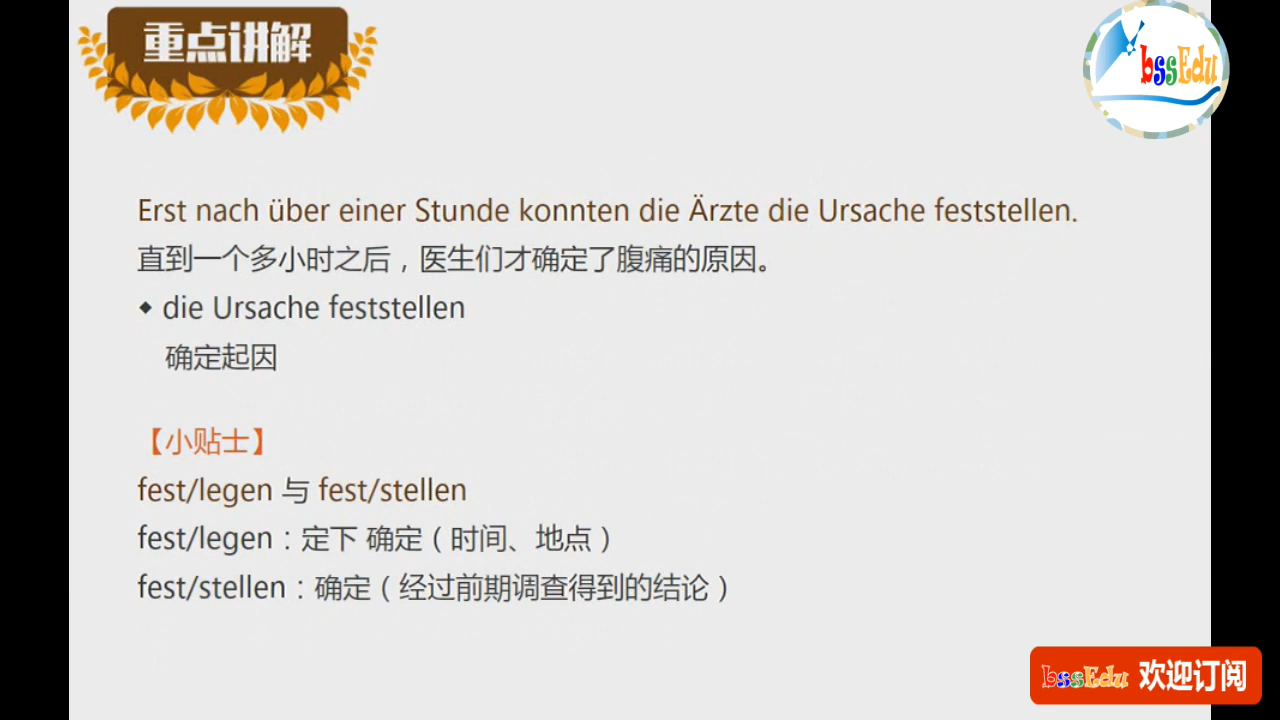 重点讲解
bssEdu
Erst nach über einer Stunde konnten die Ärzte die Ursache feststellen.
直到一个多小时之后，医生们才确定了腹痛的原因。
◆ die Ursache feststellen
确定起因
【小贴士】
fest/legen 与 fest/stellen
fest/legen：定下 确定（时间、地点）
fest/stellen：确定（经过前期调查得到的结论）
bssEdu 欢迎订阅